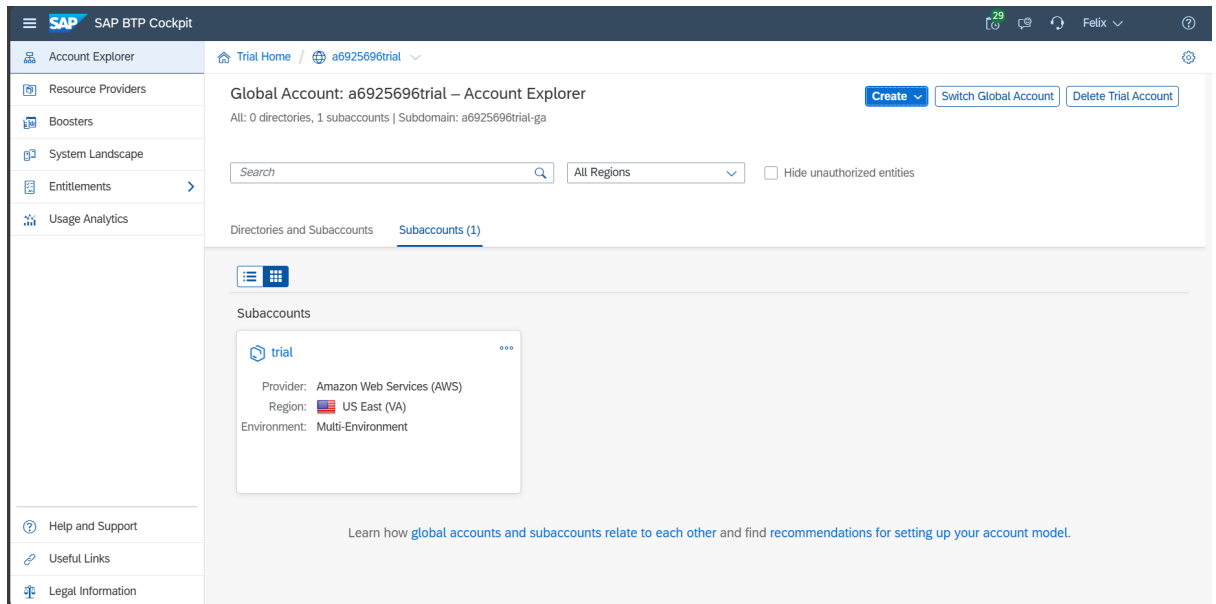 SAP SAP BTP Cockpit 29 Felix
Account Explorer
Resource Providers
Boosters
System Landscape
Entitlements
Usage Analytics
Trial Home / a6925696trial
Global Account: a6925696trial – Account Explorer
Create Switch Global Account Delete Trial Account
All: 0 directories, 1 subaccounts | Subdomain: a6925696trial-ga
Search All Regions Hide unauthorized entities
Directories and Subaccounts Subaccounts (1)
Subaccounts
trial
Provider: Amazon Web Services (AWS)
Region: US East (VA)
Environment: Multi-Environment
Learn how global accounts and subaccounts relate to each other and find recommendations for setting up your account model.
Help and Support
Useful Links
Legal Information